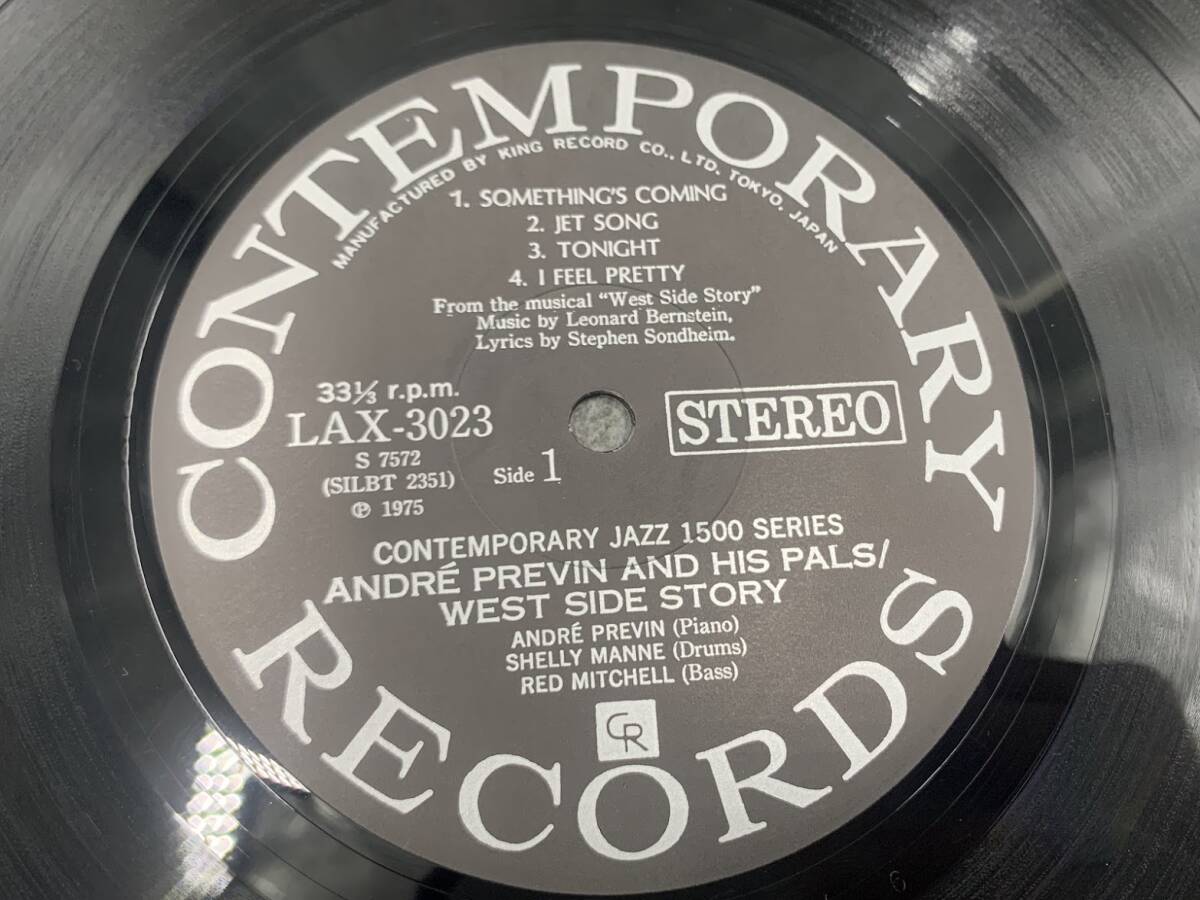 CONTEMPORARY
MANUFACTURED BY KING RECORD CO., LTD. TOKYO. JAPAN
1. SOMETHING'S COMING
2. JET SONG
3. TONIGHT
4. I FEEL PRETTY
From the musical "West Side Story"
Music by Leonard Bernstein,
Lyrics by Stephen Sondheim.
33⅓ r.p.m.
LAX-3023
S 7572
(SILBT 2351)
Ⓟ 1975
Side 1
STEREO
CONTEMPORARY JAZZ 1500 SERIES
ANDRÉ PREVIN AND HIS PALS/
WEST SIDE STORY
ANDRÉ PREVIN (Piano)
SHELLY MANNE (Drums)
RED MITCHELL (Bass)
CR
RECORDS
6